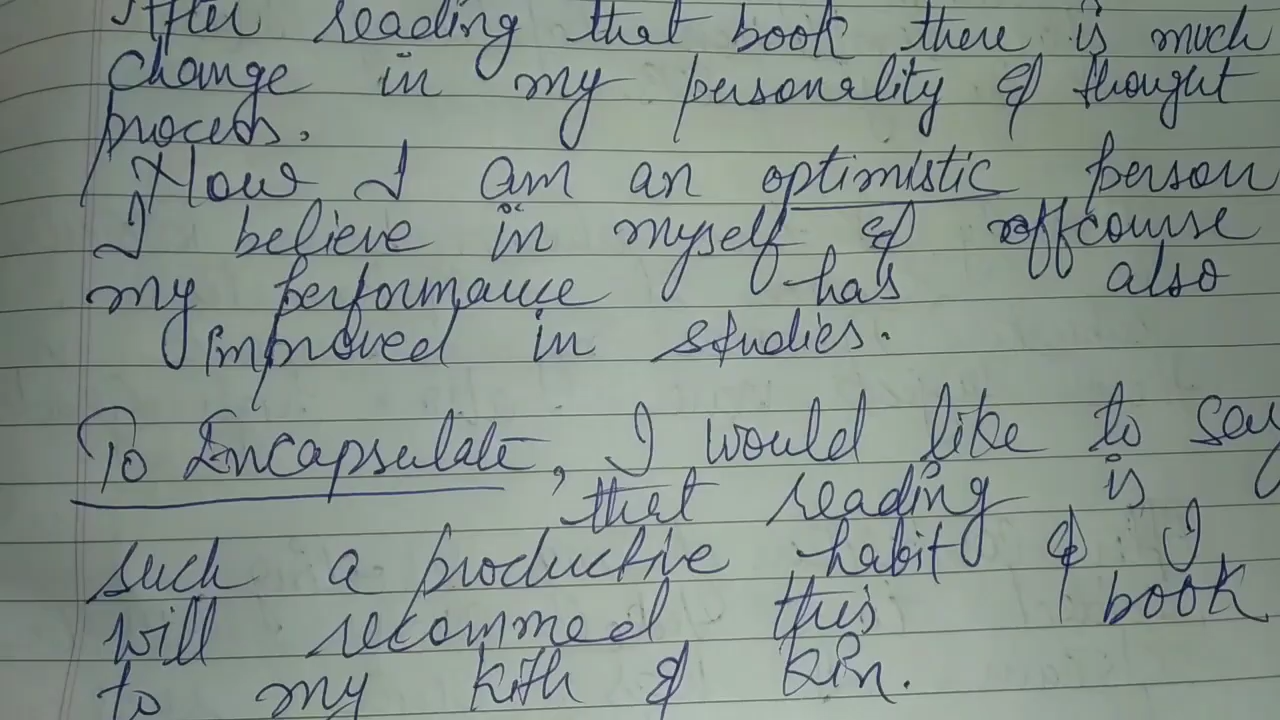 After reading that book there is much
change in my personality & thought
process.
Now I am an optimistic person
I believe in myself & offcourse
my performance has also
improved in studies.
To Encapsulate, I would like to say
that reading is
such a productive habit & I
will recommed this book
to my kith & kin.